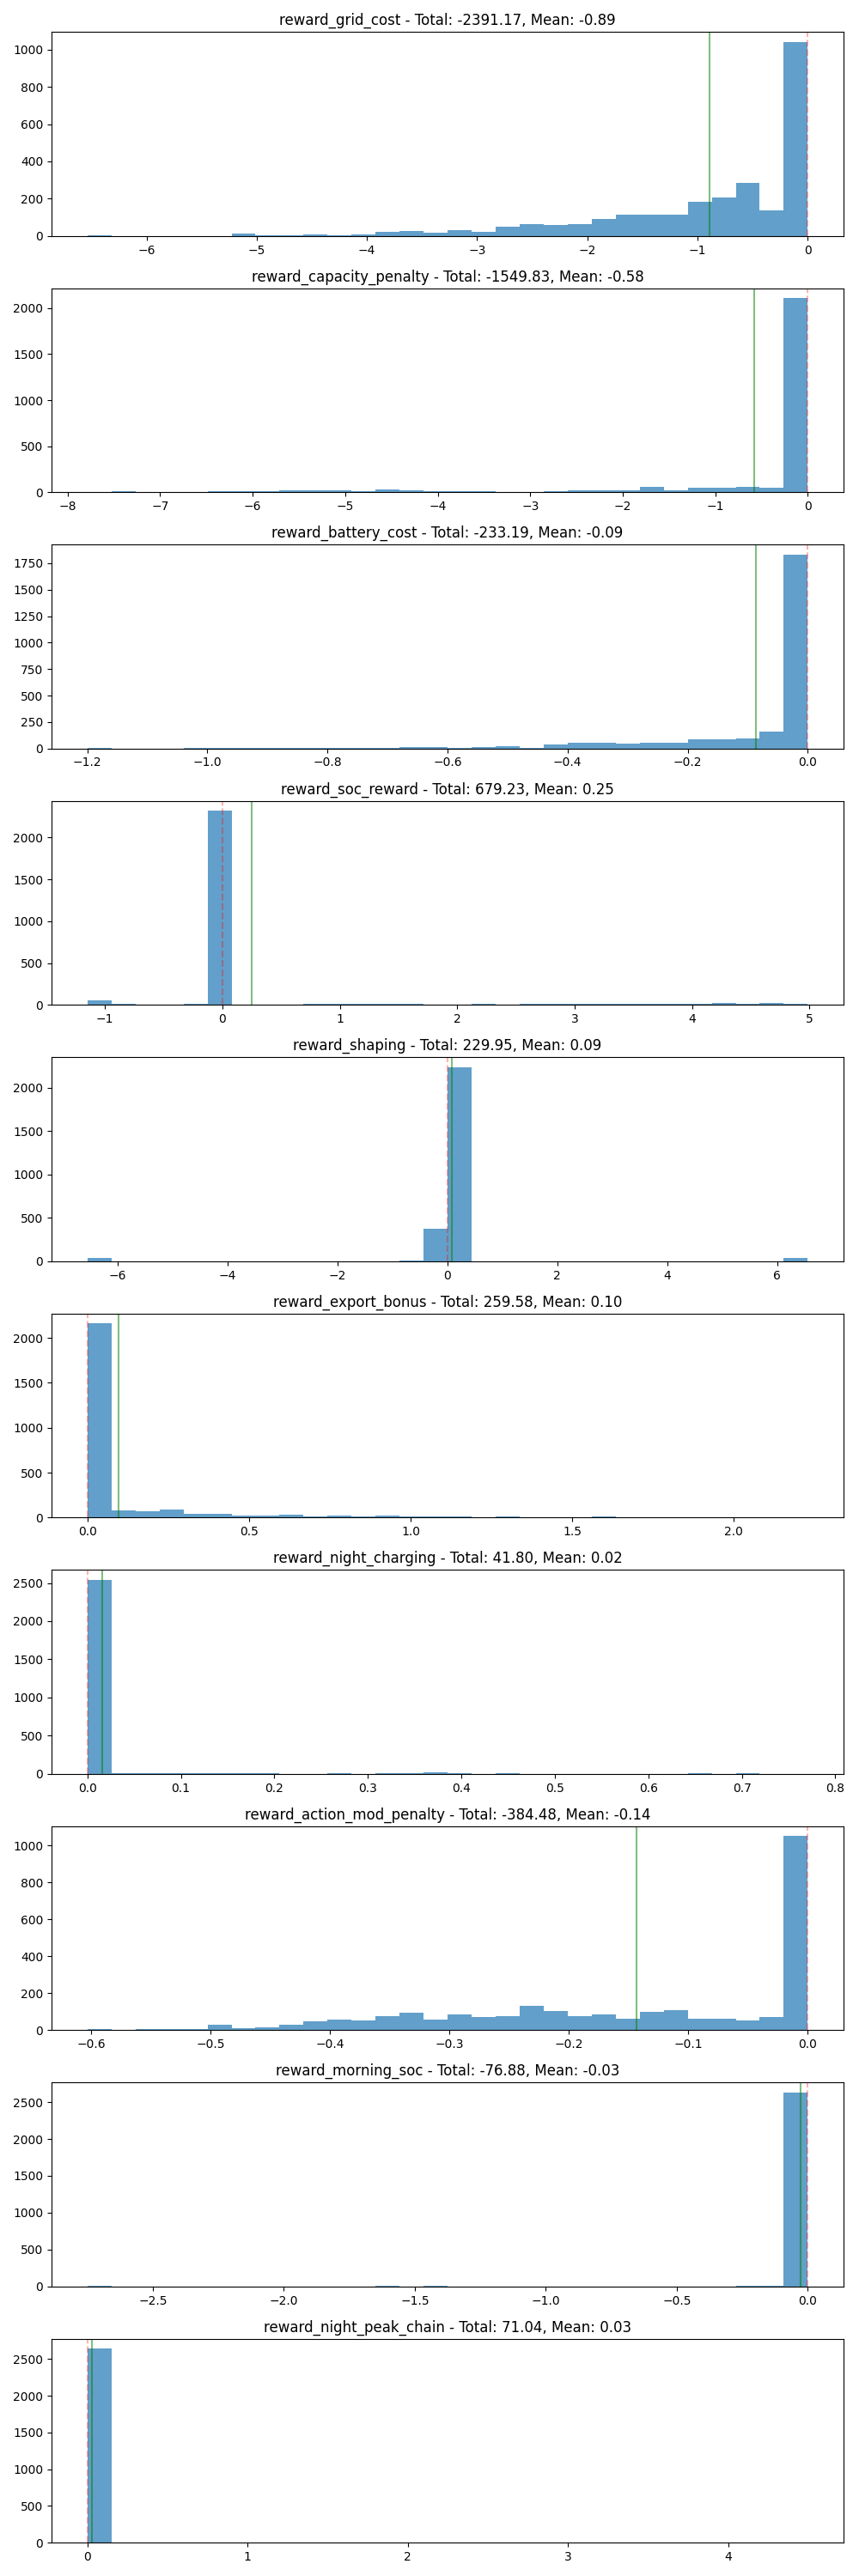 reward_grid_cost - Total: -2391.17, Mean: -0.89
1000
800
600
400
200
0
−6 −5 −4 −3 −2 −1 0
reward_capacity_penalty - Total: -1549.83, Mean: -0.58
2000
1500
1000
500
0
−8 −7 −6 −5 −4 −3 −2 −1 0
reward_battery_cost - Total: -233.19, Mean: -0.09
1750
1500
1250
1000
750
500
250
0
−1.2 −1.0 −0.8 −0.6 −0.4 −0.2 0.0
reward_soc_reward - Total: 679.23, Mean: 0.25
2000
1500
1000
500
0
−1 0 1 2 3 4 5
reward_shaping - Total: 229.95, Mean: 0.09
2000
1500
1000
500
0
−6 −4 −2 0 2 4 6
reward_export_bonus - Total: 259.58, Mean: 0.10
2000
1500
1000
500
0
0.0 0.5 1.0 1.5 2.0
reward_night_charging - Total: 41.80, Mean: 0.02
2500
2000
1500
1000
500
0
0.0 0.1 0.2 0.3 0.4 0.5 0.6 0.7 0.8
reward_action_mod_penalty - Total: -384.48, Mean: -0.14
1000
800
600
400
200
0
−0.6 −0.5 −0.4 −0.3 −0.2 −0.1 0.0
reward_morning_soc - Total: -76.88, Mean: -0.03
2500
2000
1500
1000
500
0
−2.5 −2.0 −1.5 −1.0 −0.5 0.0
reward_night_peak_chain - Total: 71.04, Mean: 0.03
2500
2000
1500
1000
500
0
0 1 2 3 4